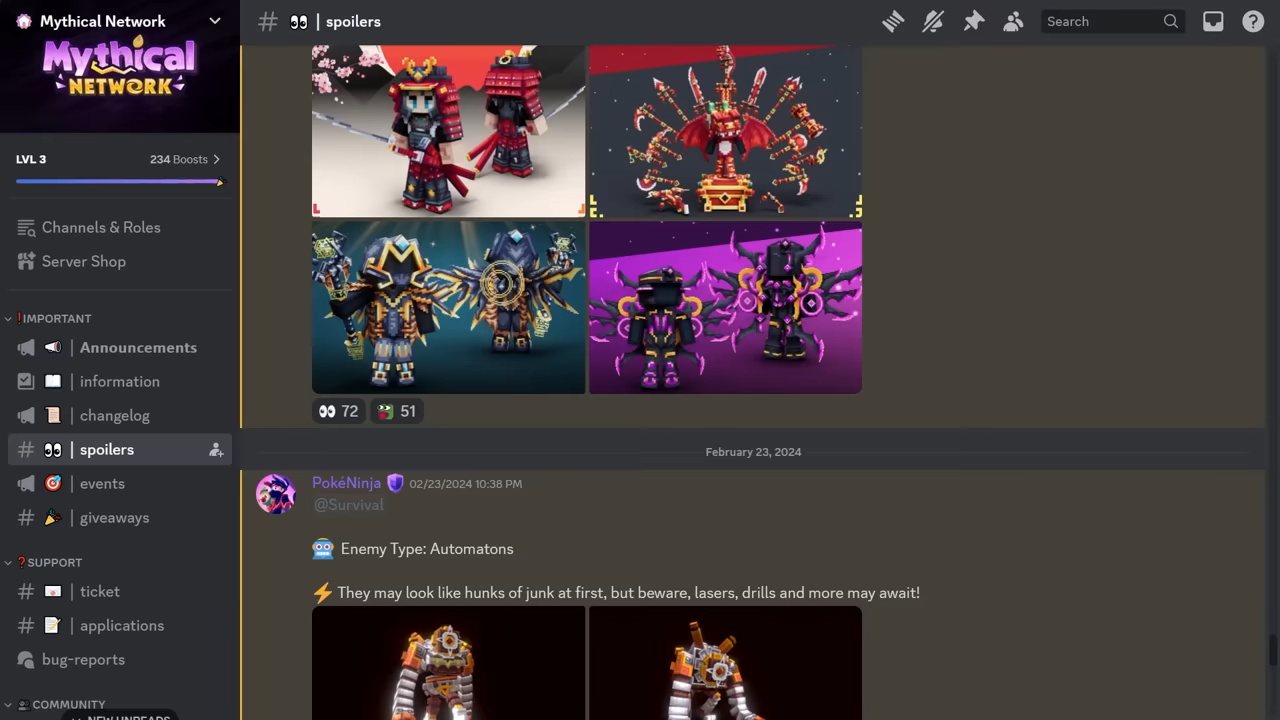 Mythical Network
Mythical
NETWORK
LVL 3
234 Boosts
Channels & Roles
Server Shop
❗IMPORTANT
📢 | Announcements
📖 | information
📜 | changelog
# 👀 | spoilers
🎯 | events
# 🎉 | giveaways
❓SUPPORT
# 💌 | ticket
# 📝 | applications
bug-reports
👥COMMUNITY
NEW UNREADS
# 👀 | spoilers
Search
👀 72
51
February 23, 2024
PokéNinja 02/23/2024 10:38 PM
@Survival
🤖 Enemy Type: Automatons
⚡ They may look like hunks of junk at first, but beware, lasers, drills and more may await!